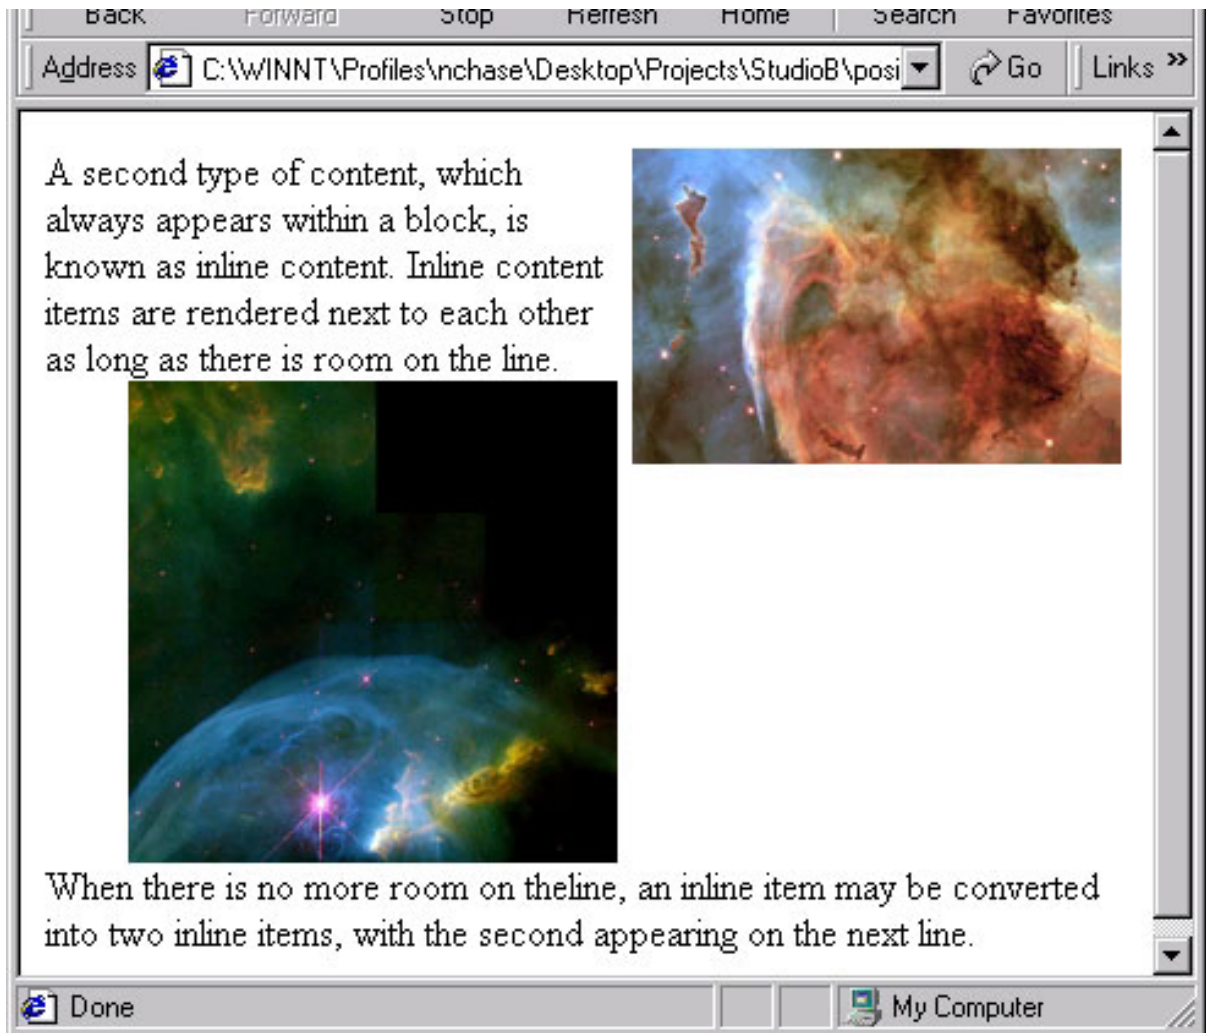 Back Forward Stop Refresh Home Search Favorites
Address C:\WINNT\Profiles\nchase\Desktop\Projects\StudioB\posi Go Links »
A second type of content, which
always appears within a block, is
known as inline content. Inline content
items are rendered next to each other
as long as there is room on the line.
When there is no more room on theline, an inline item may be converted
into two inline items, with the second appearing on the next line.
Done My Computer